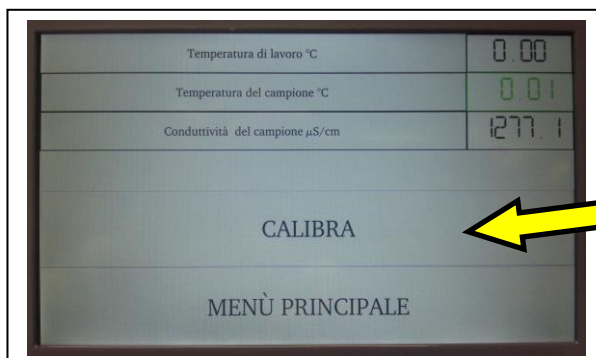 Temperatura di lavoro °C 0.00
Temperatura del campione °C 0.01
Conduttività del campione µS/cm 1277.1
CALIBRA
MENÙ PRINCIPALE